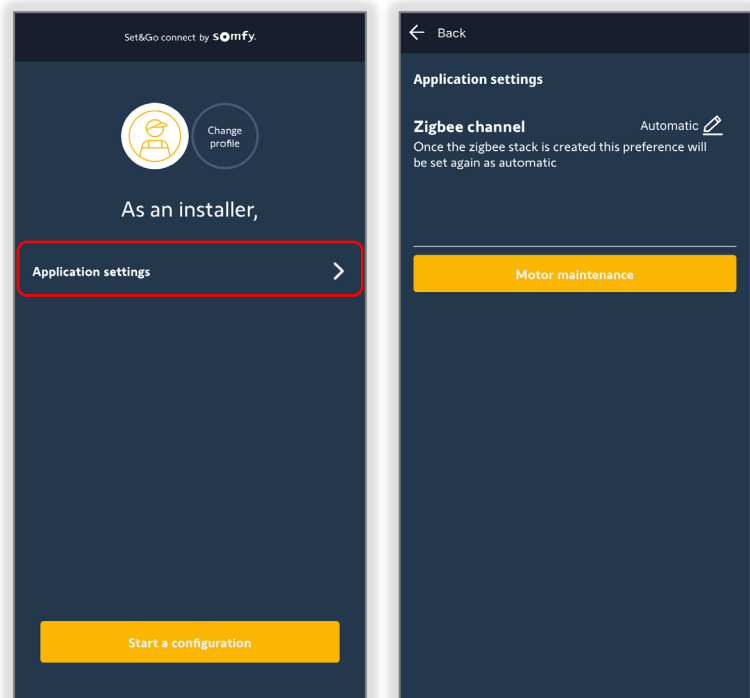 Set&Go connect by somfy.
Change
profile
As an installer,
Application settings
Start a configuration
Back
Application settings
Zigbee channel
Automatic
Once the zigbee stack is created this preference will
be set again as automatic
Motor maintenance